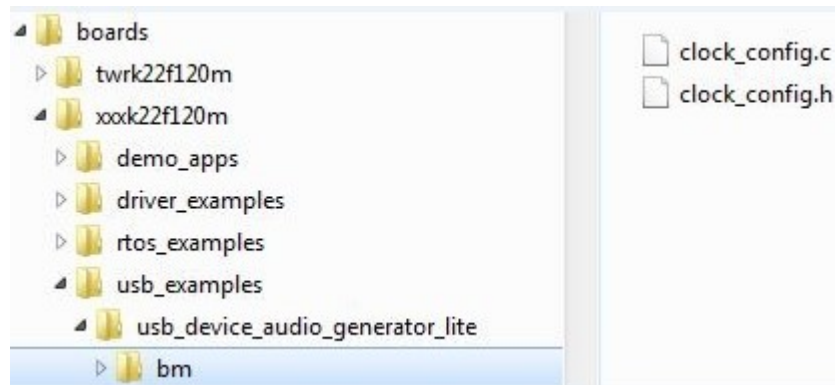 boards
twrk22f120m
xxxk22f120m
demo_apps
driver_examples
rtos_examples
usb_examples
usb_device_audio_generator_lite
bm
clock_config.c
clock_config.h